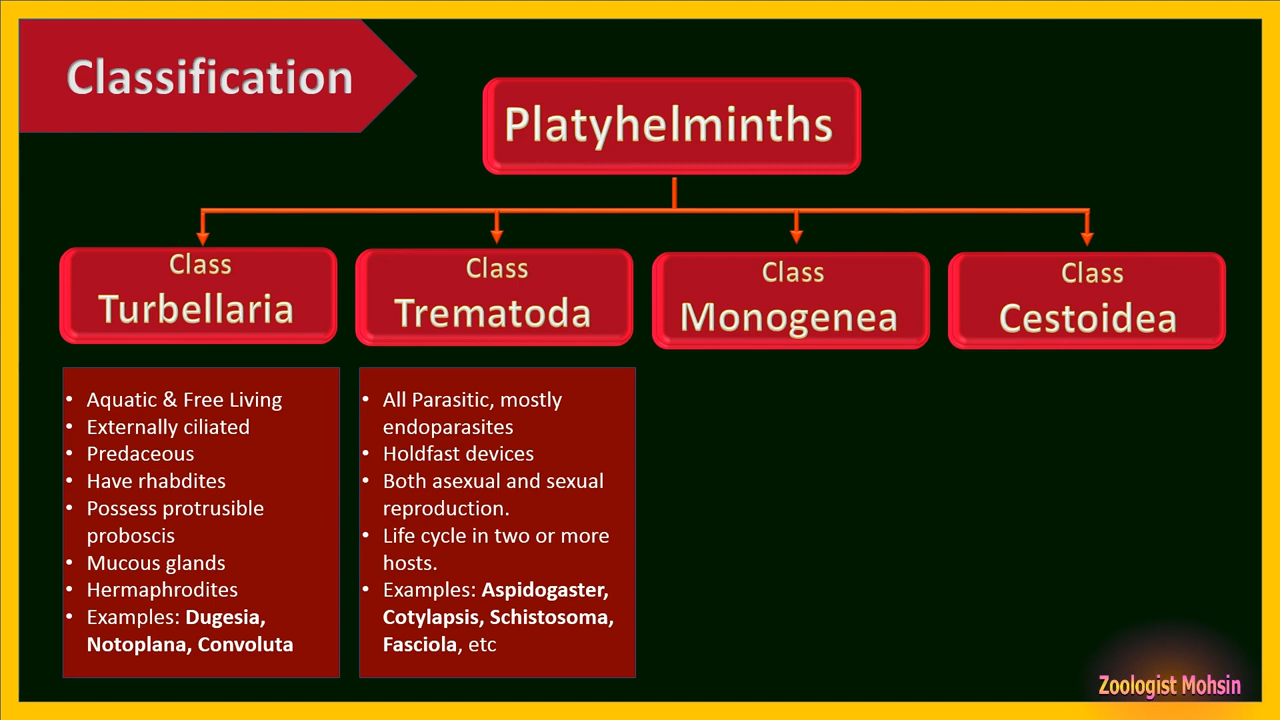 Classification
Platyhelminths
Class
Turbellaria
Class
Trematoda
Class
Monogenea
Class
Cestoidea
• Aquatic & Free Living
• Externally ciliated
• Predaceous
• Have rhabdites
• Possess protrusible
proboscis
• Mucous glands
• Hermaphrodites
• Examples: Dugesia,
Notoplana, Convoluta
• All Parasitic, mostly
endoparasites
• Holdfast devices
• Both asexual and sexual
reproduction.
• Life cycle in two or more
hosts.
• Examples: Aspidogaster,
Cotylapsis, Schistosoma,
Fasciola, etc
Zoologist Mohsin